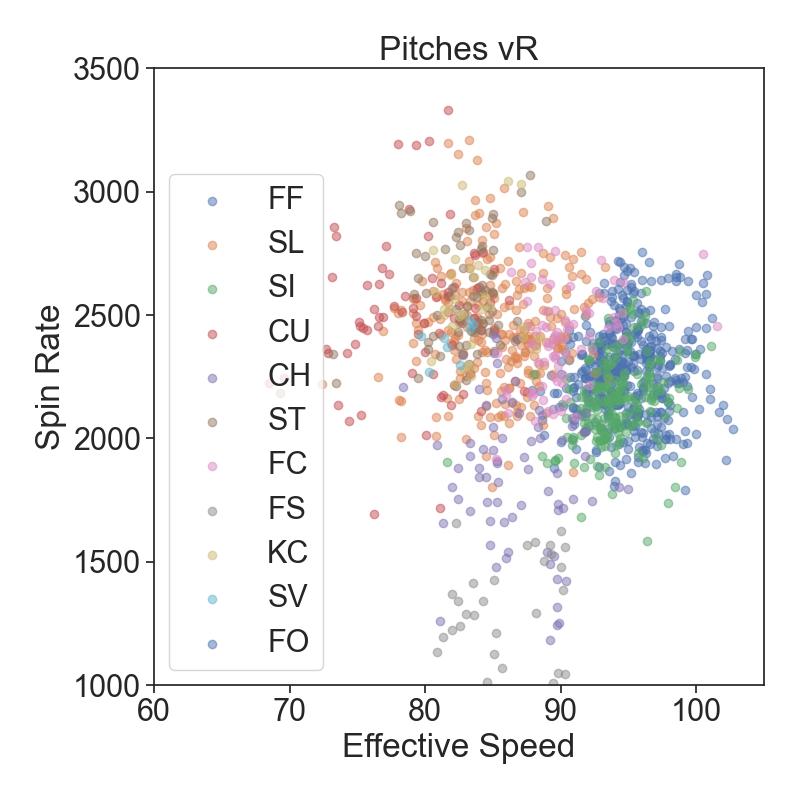 Pitches vR
3500
3000
2500
2000
1500
1000
Spin Rate
FF
SL
SI
CU
CH
ST
FC
FS
KC
SV
FO
60 70 80 90 100
Effective Speed